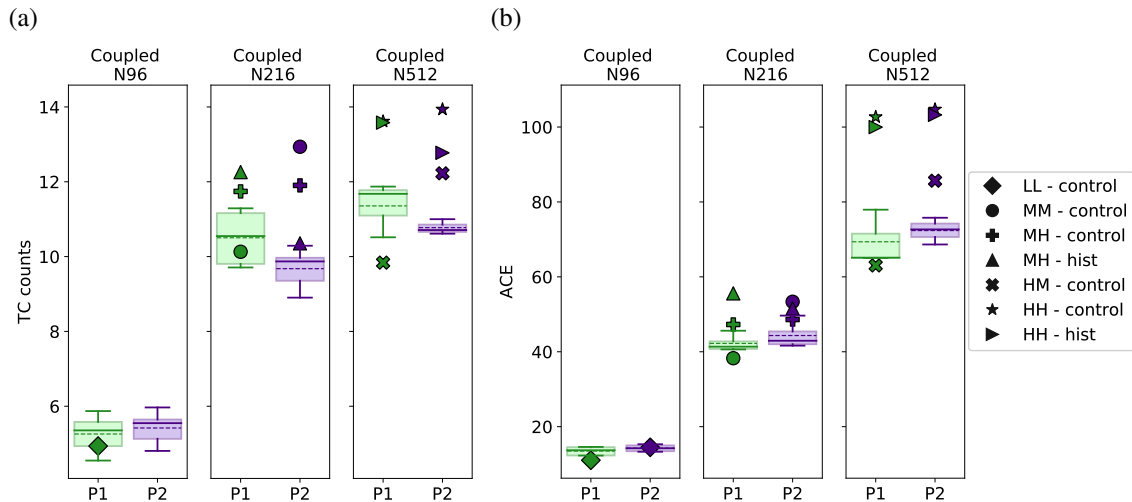 (a)
(b)
Coupled
N96
Coupled
N216
Coupled
N512
Coupled
N96
Coupled
N216
Coupled
N512
TC counts
14
12
10
8
6
P1
P2
P1
P2
P1
P2
ACE
100
80
60
40
20
P1
P2
P1
P2
P1
P2
LL - control
MM - control
MH - control
MH - hist
HM - control
HH - control
HH - hist